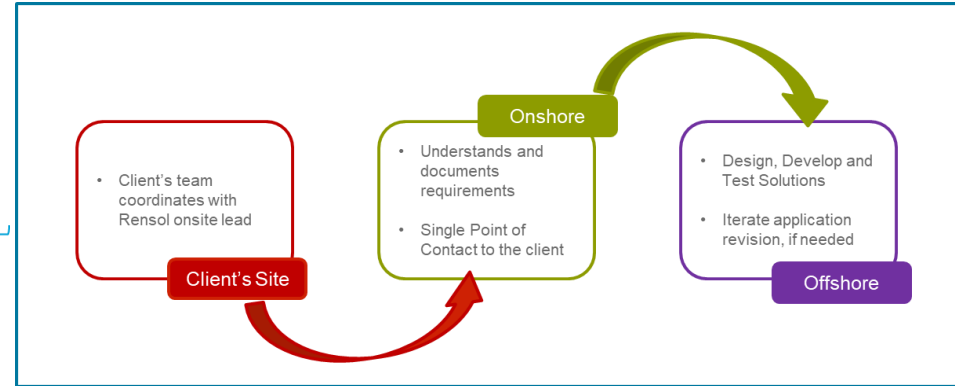 • Client's team
coordinates with
Rensol onsite lead
Client's Site
Onshore
• Understands and
documents
requirements
• Single Point of
Contact to the client
• Design, Develop and
Test Solutions
• Iterate application
revision, if needed
Offshore